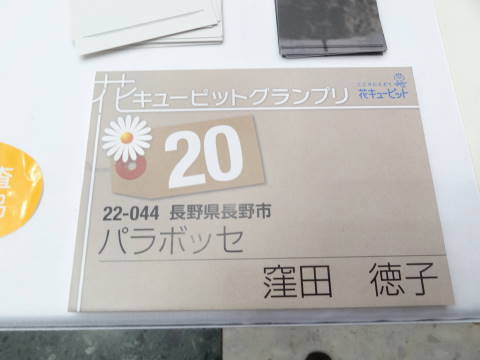 花キューピットグランプリ
花キューピット
20
22-044 長野県長野市
パラボッセ
窪田 徳子